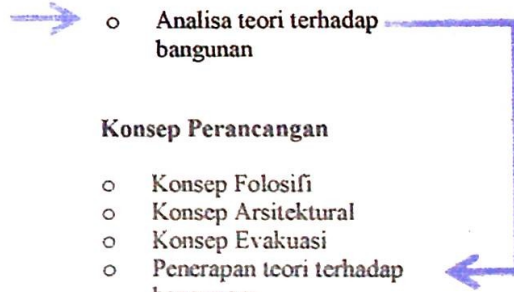 o Analisa teori terhadap
bangunan
Konsep Perancangan
o Konsep Folosifi
o Konsep Arsitektural
o Konsep Evakuasi
o Penerapan teori terhadap